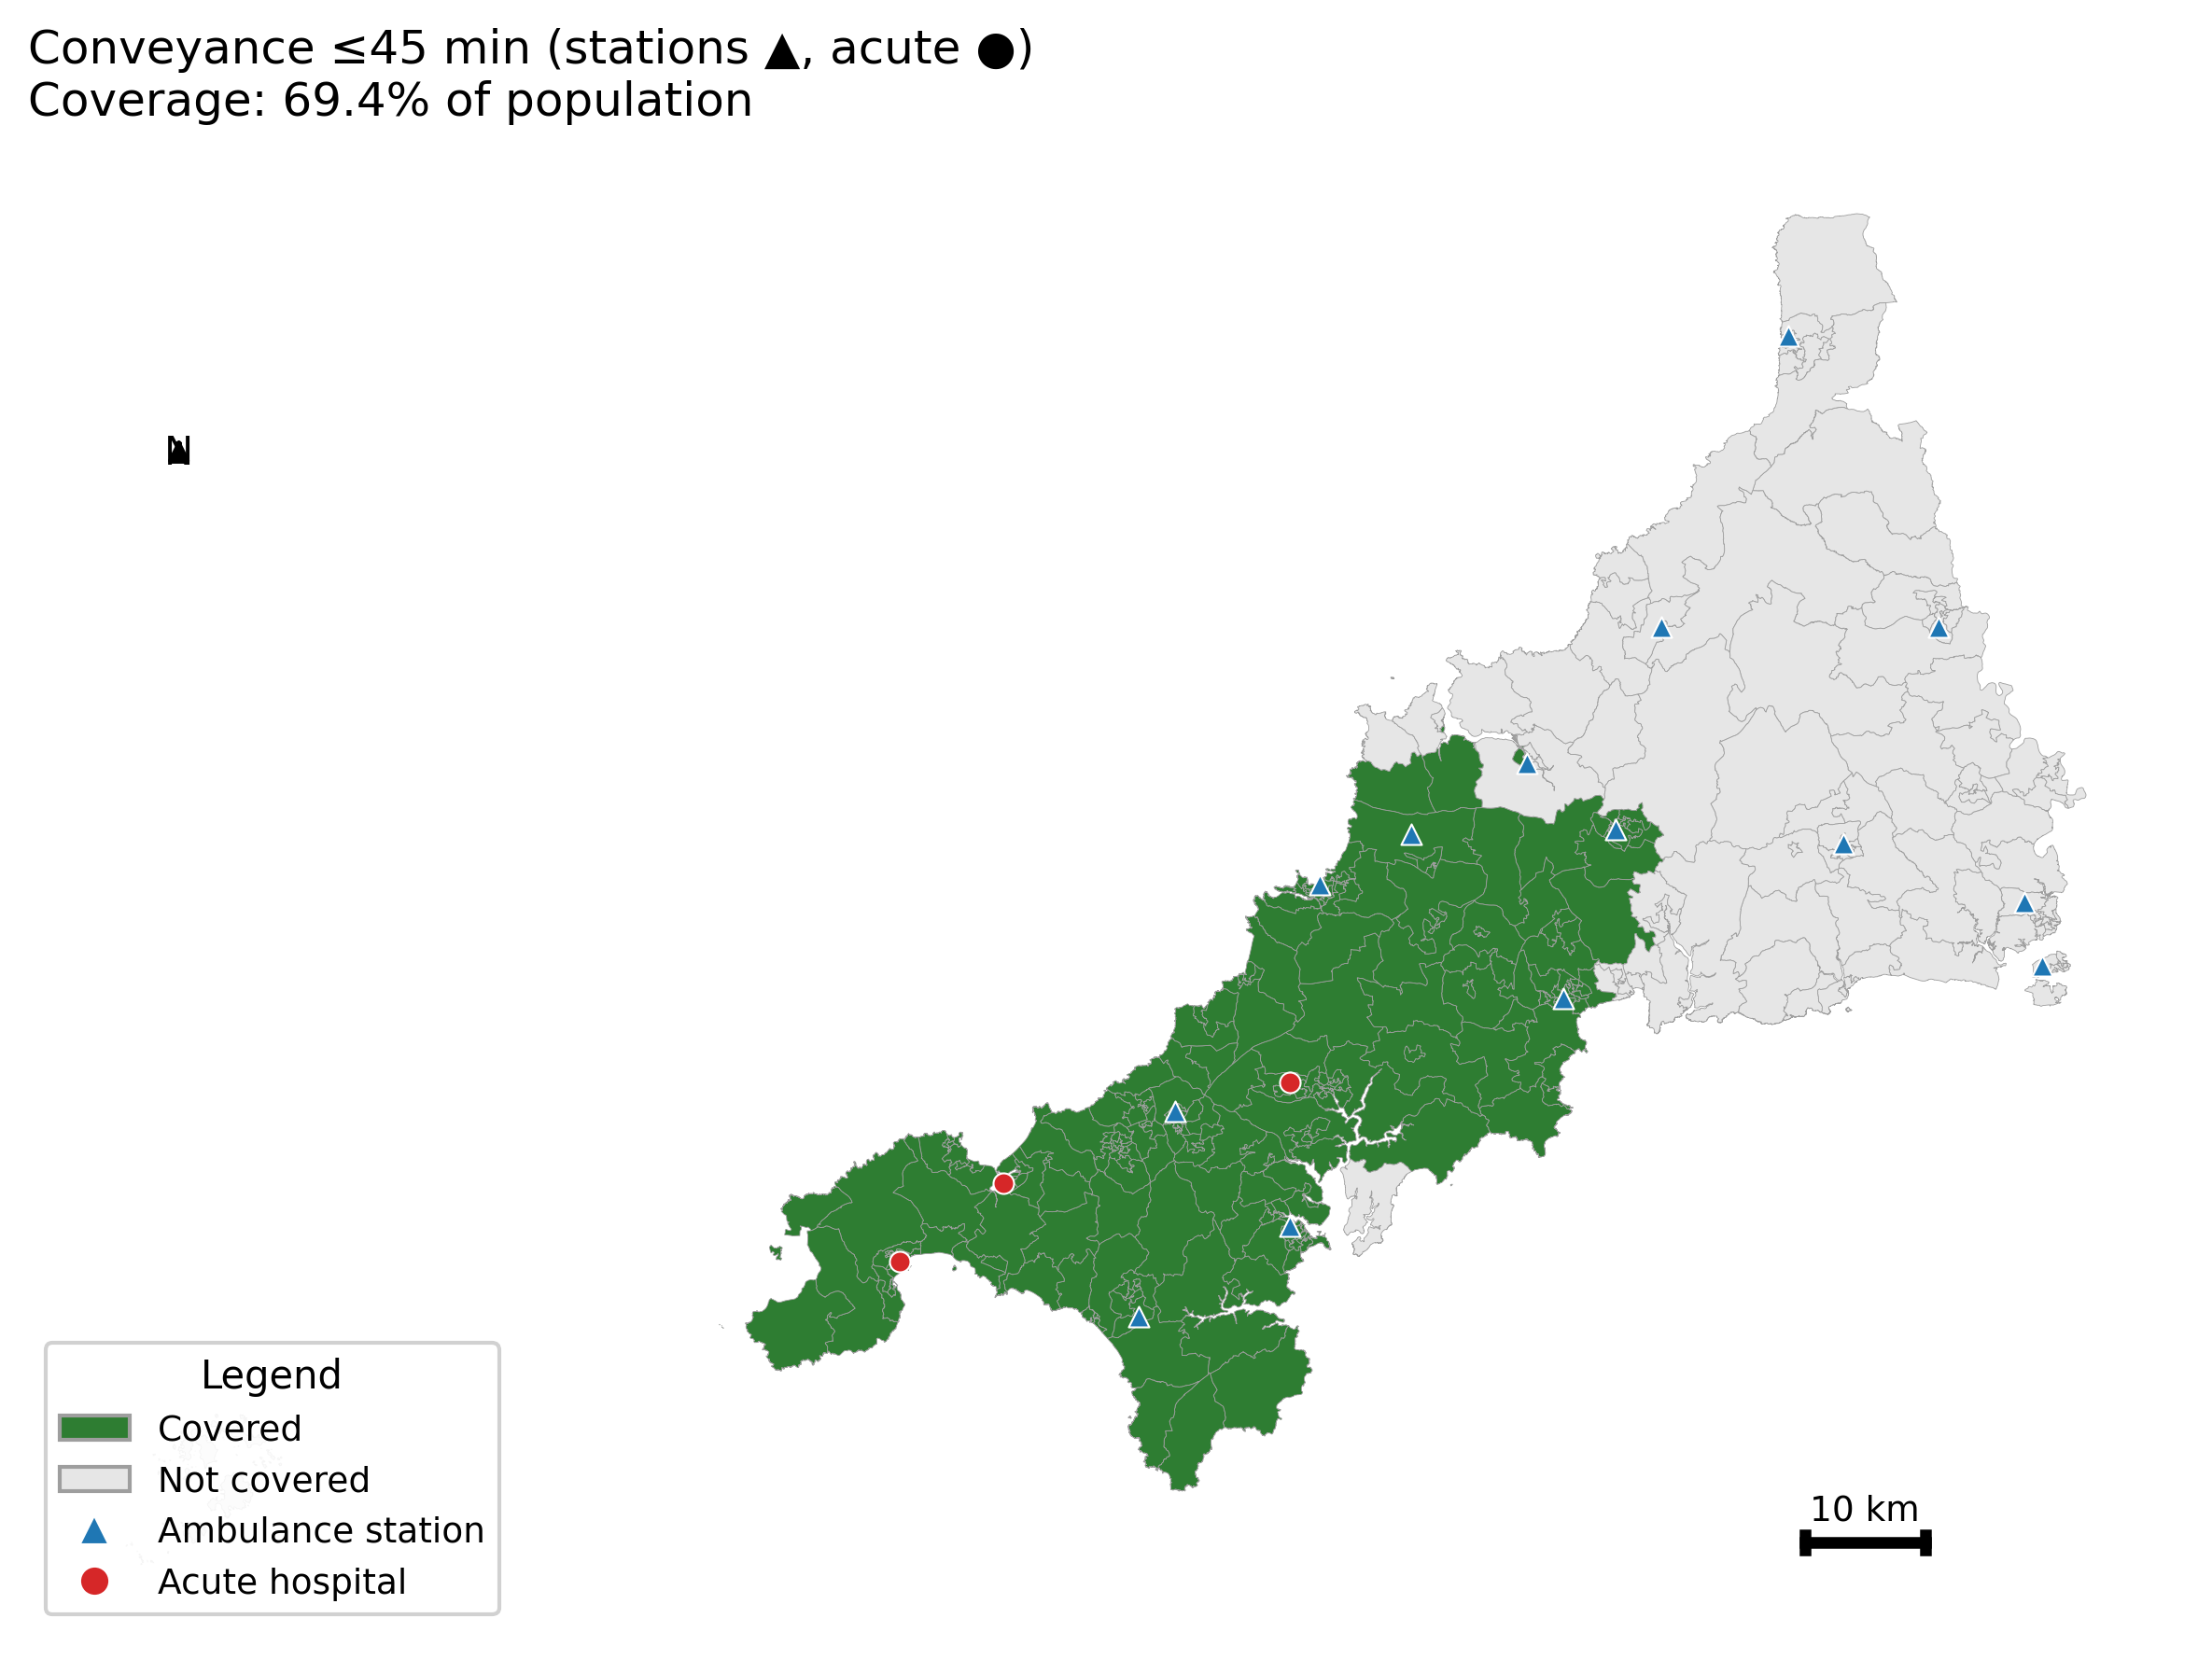 Conveyance ≤45 min (stations ▲, acute ●)
Coverage: 69.4% of population
N
Legend
Covered
Not covered
Ambulance station
Acute hospital
10 km